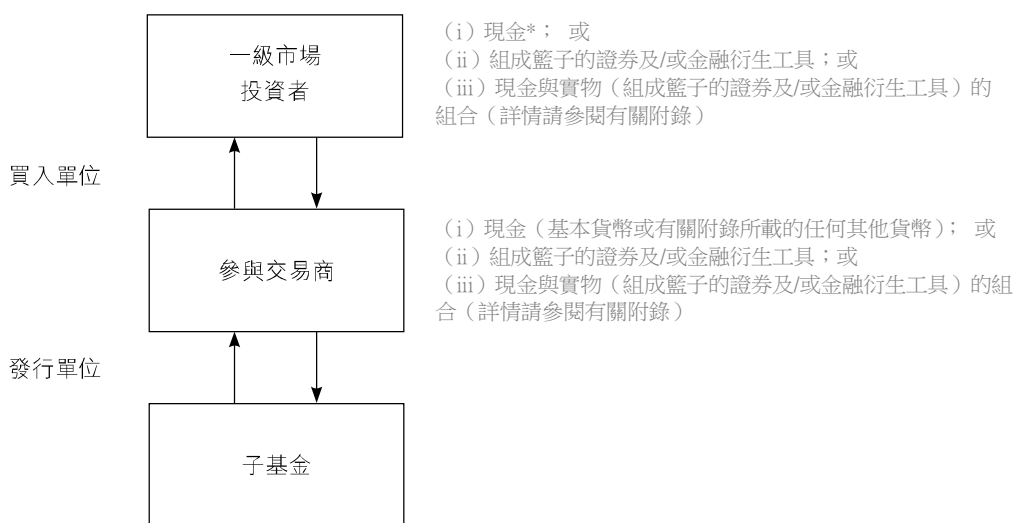 一級市場
投資者
（i）現金*； 或
（ii）組成籃子的證券及/或金融衍生工具；或
（iii）現金與實物（組成籃子的證券及/或金融衍生工具）的
組合（詳情請參閱有關附錄）
買入單位
參與交易商
（i）現金（基本貨幣或有關附錄所載的任何其他貨幣）； 或
（ii）組成籃子的證券及/或金融衍生工具；或
（iii）現金與實物（組成籃子的證券及/或金融衍生工具）的組
合（詳情請參閱有關附錄）
發行單位
子基金